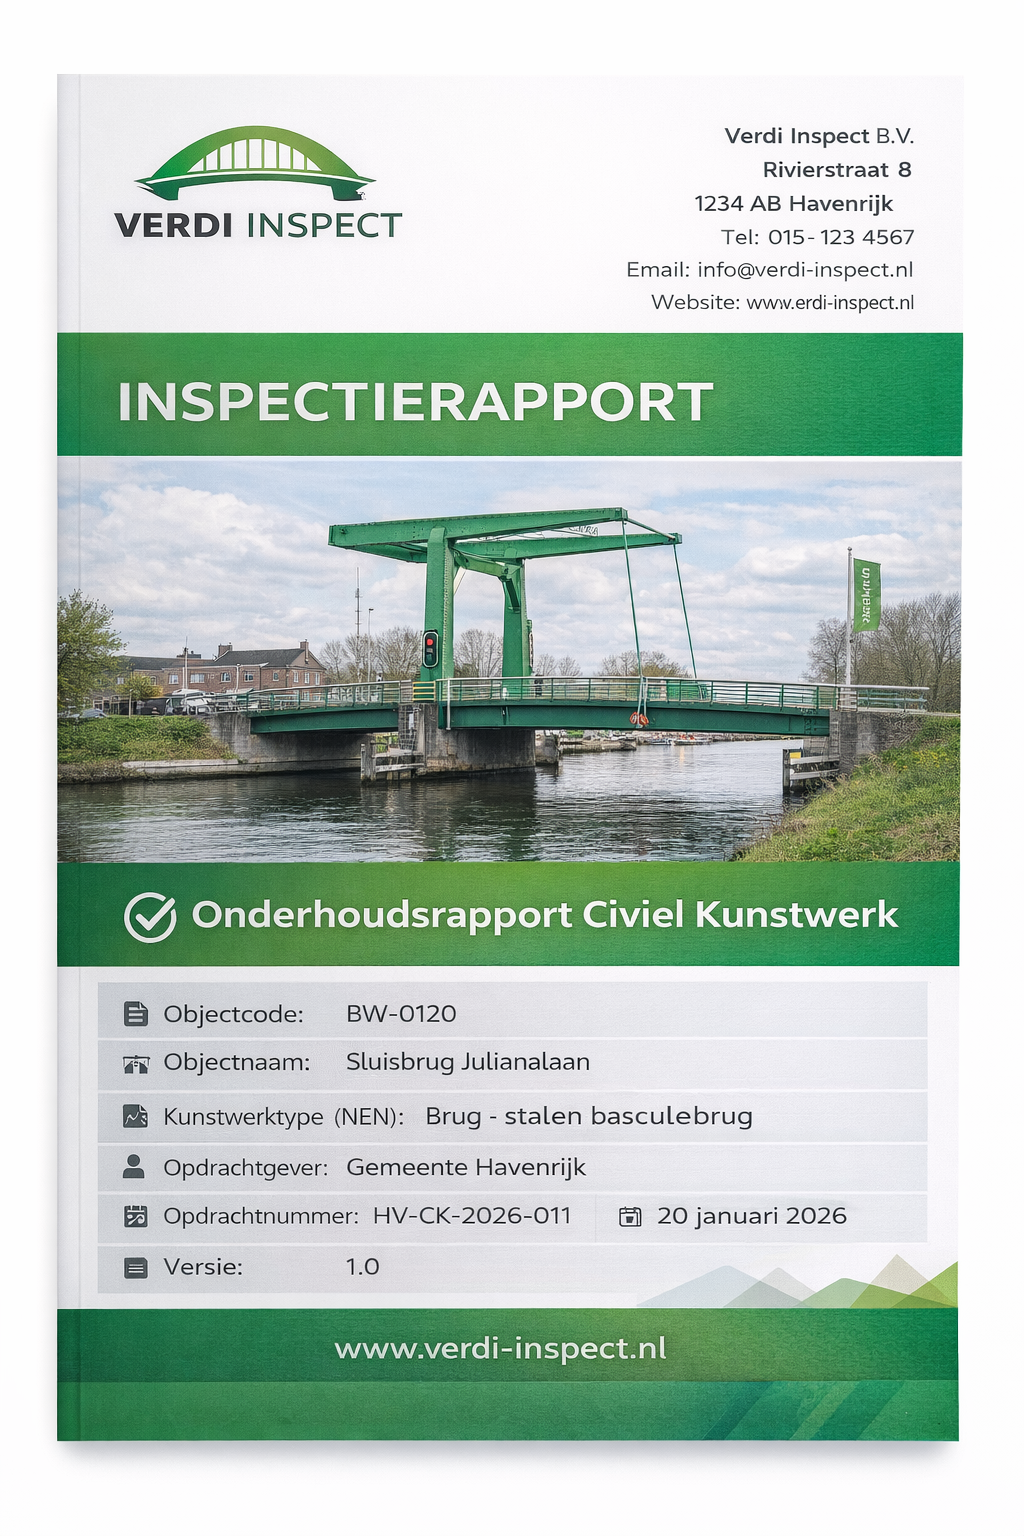 VERDI INSPECT
Verdi Inspect B.V.
Rivierstraat 8
1234 AB Havenrijk
Tel: 015-123 4567
Email: info@verdi-inspect.nl
Website: www.erdi-inspect.nl
INSPECTIERAPPORT
Onderhoudsrapport Civiel Kunstwerk
Objectcode: BW-0120
Objectnaam: Sluisbrug Julianalaan
Kunstwerktype (NEN): Brug - stalen basculebrug
Opdrachtgever: Gemeente Havenrijk
Opdrachtnummer: HV-CK-2026-011 20 januari 2026
Versie: 1.0
www.verdi-inspect.nl